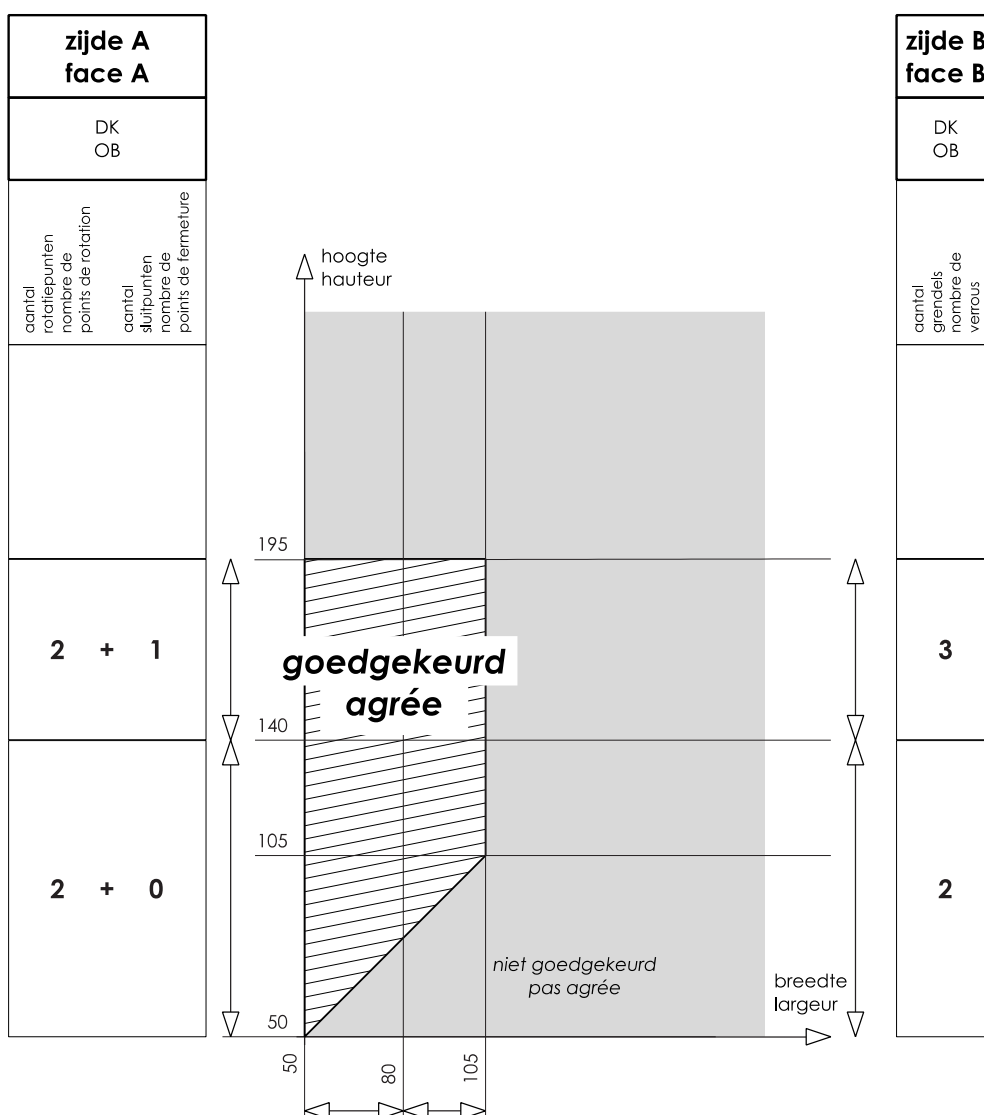 zijde A
face A
DK
OB
aantal
rotatiepunten
nombre de
points de rotation
aantal
sluitpunten
nombre de
points de fermeture
2 + 1
2 + 0
hoogte
hauteur
195
140
105
50
goedgekeurd
agrée
niet goedgekeurd
pas agrée
breedte
largeur
50
80
105
zijde B
face B
DK
OB
aantal
grendels
nombre de
verrous
3
2